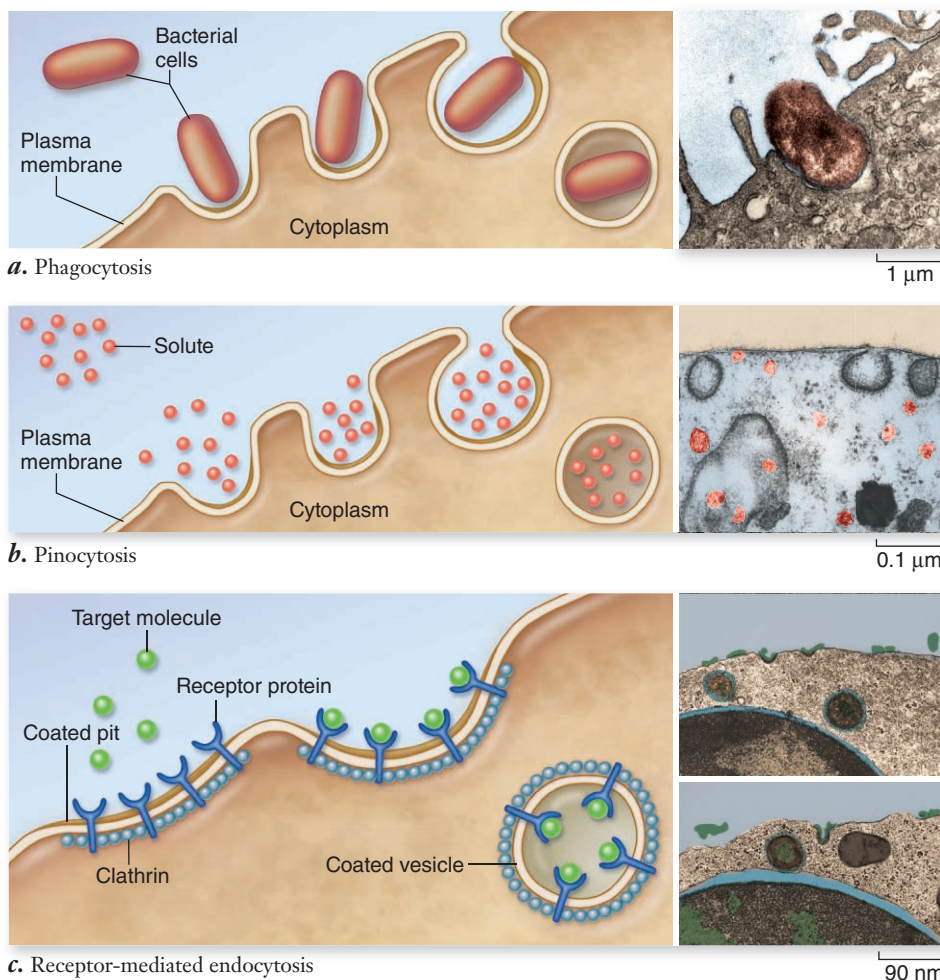 Bacterial
cells
Plasma
membrane
Cytoplasm
a. Phagocytosis
1 μm
Solute
Plasma
membrane
Cytoplasm
b. Pinocytosis
0.1 μm
Target molecule
Receptor protein
Coated pit
Clathrin
Coated vesicle
c. Receptor-mediated endocytosis
90 nm